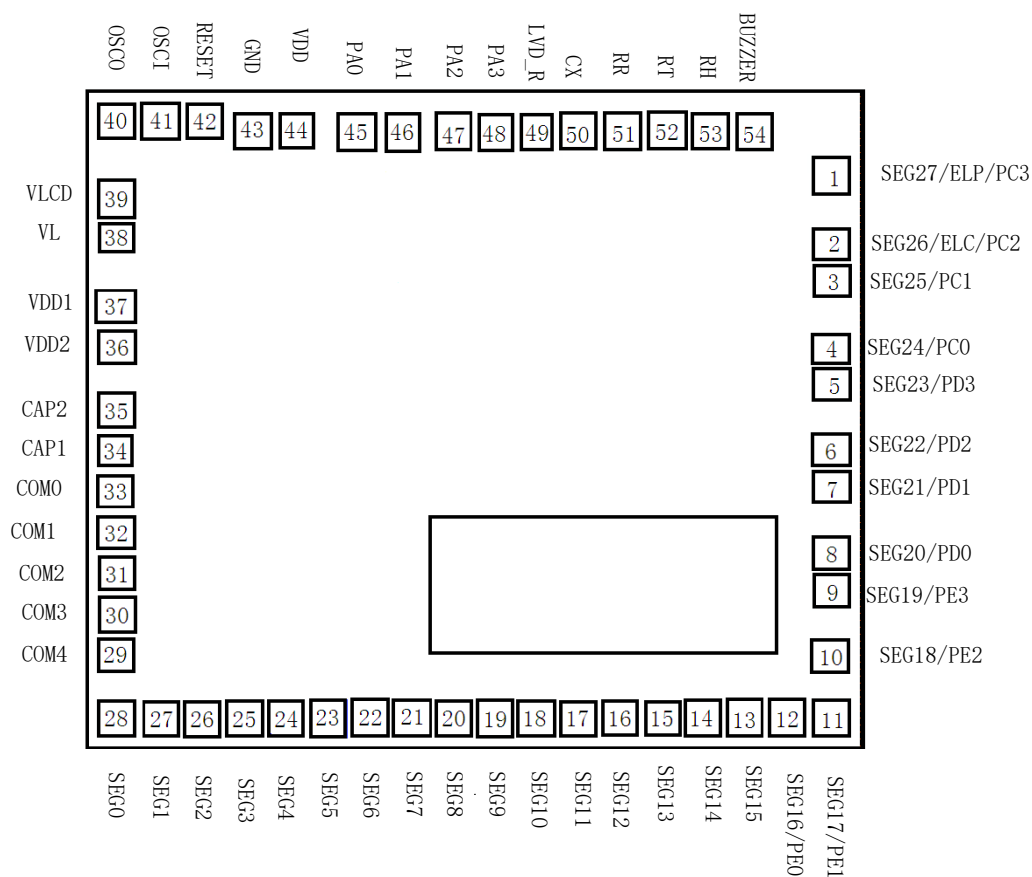 OSCO
OSCI
RESET
GND
VDD
PA0
PA1
PA2
PA3
LVD_R
CX
RR
RT
RH
BUZZER
40
41
42
43
44
45
46
47
48
49
50
51
52
53
54
1 SEG27/ELP/PC3
VLCD 39
VL 38
2 SEG26/ELC/PC2
3 SEG25/PC1
VDD1 37
VDD2 36
4 SEG24/PC0
5 SEG23/PD3
CAP2 35
CAP1 34
6 SEG22/PD2
7 SEG21/PD1
COM0 33
COM1 32
8 SEG20/PD0
COM2 31
9 SEG19/PE3
COM3 30
COM4 29
10 SEG18/PE2
28
27
26
25
24
23
22
21
20
19
18
17
16
15
14
13
12
11
SEG0
SEG1
SEG2
SEG3
SEG4
SEG5
SEG6
SEG7
SEG8
SEG9
SEG10
SEG11
SEG12
SEG13
SEG14
SEG15
SEG16/PE0
SEG17/PE1